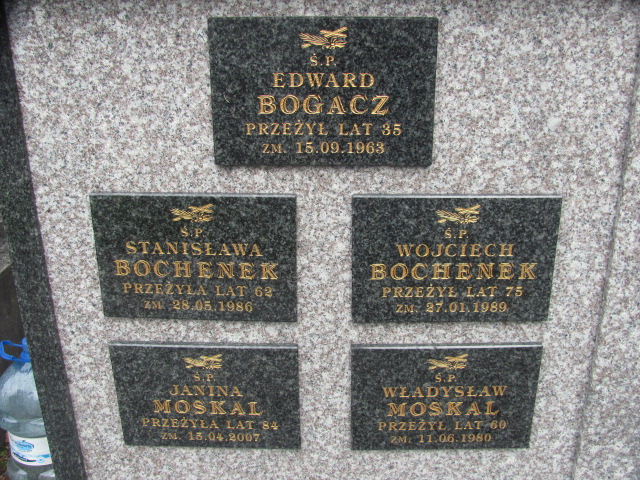 Ś.P.
EDWARD
BOGACZ
PRZEŻYŁ LAT 35
ZM. 15.09.1963
Ś.P.
STANISŁAWA
BOCHENEK
PRZEŻYŁA LAT 62
ZM. 28.05.1986
Ś.P.
WOJCIECH
BOCHENEK
PRZEŻYŁ LAT 75
ZM. 27.01.1989
Ś.P.
JANINA
MOSKAL
PRZEŻYŁA LAT 84
ZM. 15.04.2007
Ś.P.
WŁADYSŁAW
MOSKAL
PRZEŻYŁ LAT 60
ZM. 11.06.1980